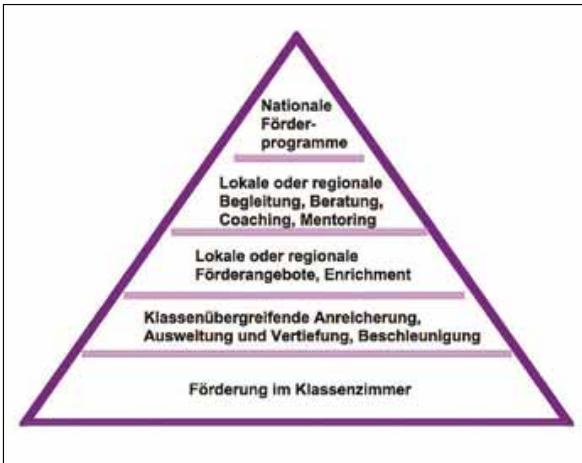 Nationale
Förder-
programme
Lokale oder regionale
Begleitung, Beratung,
Coaching, Mentoring
Lokale oder regionale
Förderangebote, Enrichment
Klassenübergreifende Anreicherung,
Ausweitung und Vertiefung, Beschleunigung
Förderung im Klassenzimmer